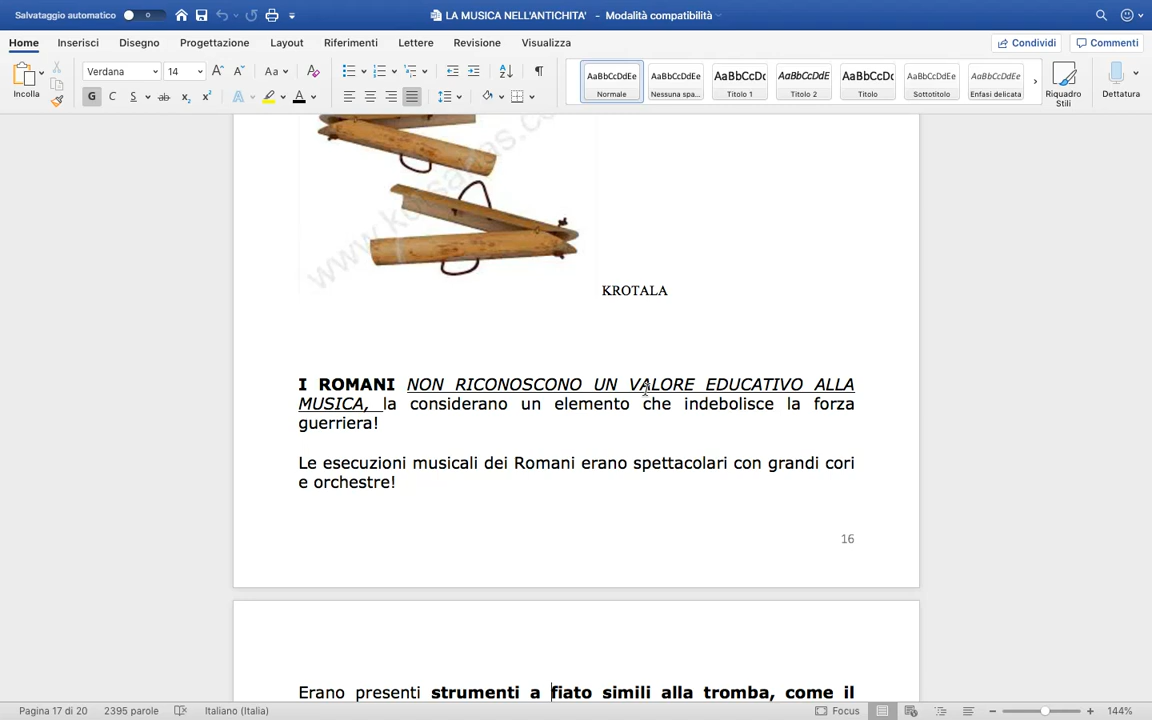 Salvataggio automatico
LA MUSICA NELL'ANTICHITA' - Modalità compatibilità
Home Inserisci Disegno Progettazione Layout Riferimenti Lettere Revisione Visualizza Condividi Commenti
Incolla
Verdana 14
G C S ab x₂ x²
AaBbCcDdEe AaBbCcDdEe AaBbCcDc AaBbCcDdE AaBbCcDc AaBbCcDdEe AaBbCcDdEe
Normale Nessuna spa... Titolo 1 Titolo 2 Titolo Sottotitolo Enfasi delicata
Riquadro
Stili
Dettatura
KROTALA
I ROMANI NON RICONOSCONO UN VALORE EDUCATIVO ALLA
MUSICA, la considerano un elemento che indebolisce la forza
guerriera!
Le esecuzioni musicali dei Romani erano spettacolari con grandi cori
e orchestre!
16
Erano presenti strumenti a fiato simili alla tromba, come il
Pagina 17 di 20 2395 parole Italiano (Italia) Focus 144%